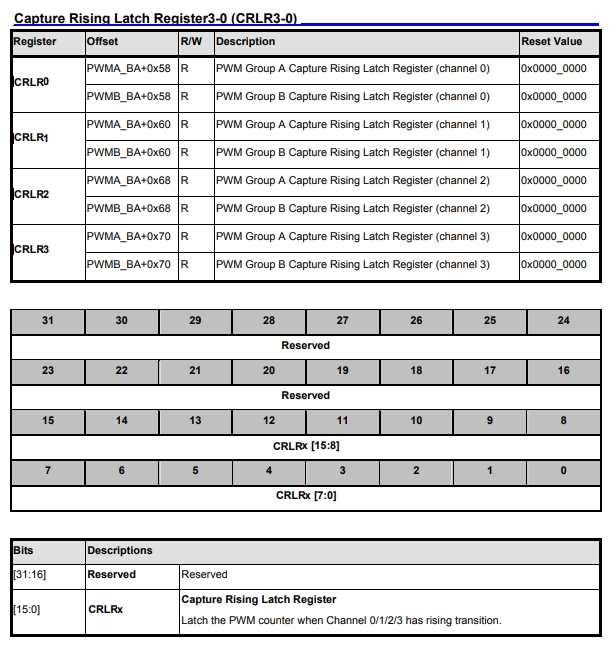 Capture Rising Latch Register3-0 (CRLR3-0)
Register Offset R/W Description Reset Value
CRLR0 PWMA_BA+0x58 R PWM Group A Capture Rising Latch Register (channel 0) 0x0000_0000
PWMB_BA+0x58 R PWM Group B Capture Rising Latch Register (channel 0) 0x0000_0000
CRLR1 PWMA_BA+0x60 R PWM Group A Capture Rising Latch Register (channel 1) 0x0000_0000
PWMB_BA+0x60 R PWM Group B Capture Rising Latch Register (channel 1) 0x0000_0000
CRLR2 PWMA_BA+0x68 R PWM Group A Capture Rising Latch Register (channel 2) 0x0000_0000
PWMB_BA+0x68 R PWM Group B Capture Rising Latch Register (channel 2) 0x0000_0000
CRLR3 PWMA_BA+0x70 R PWM Group A Capture Rising Latch Register (channel 3) 0x0000_0000
PWMB_BA+0x70 R PWM Group B Capture Rising Latch Register (channel 3) 0x0000_0000
31 30 29 28 27 26 25 24
Reserved
23 22 21 20 19 18 17 16
Reserved
15 14 13 12 11 10 9 8
CRLRx [15:8]
7 6 5 4 3 2 1 0
CRLRx [7:0]
Bits Descriptions
[31:16] Reserved Reserved
[15:0] CRLRx Capture Rising Latch Register
Latch the PWM counter when Channel 0/1/2/3 has rising transition.